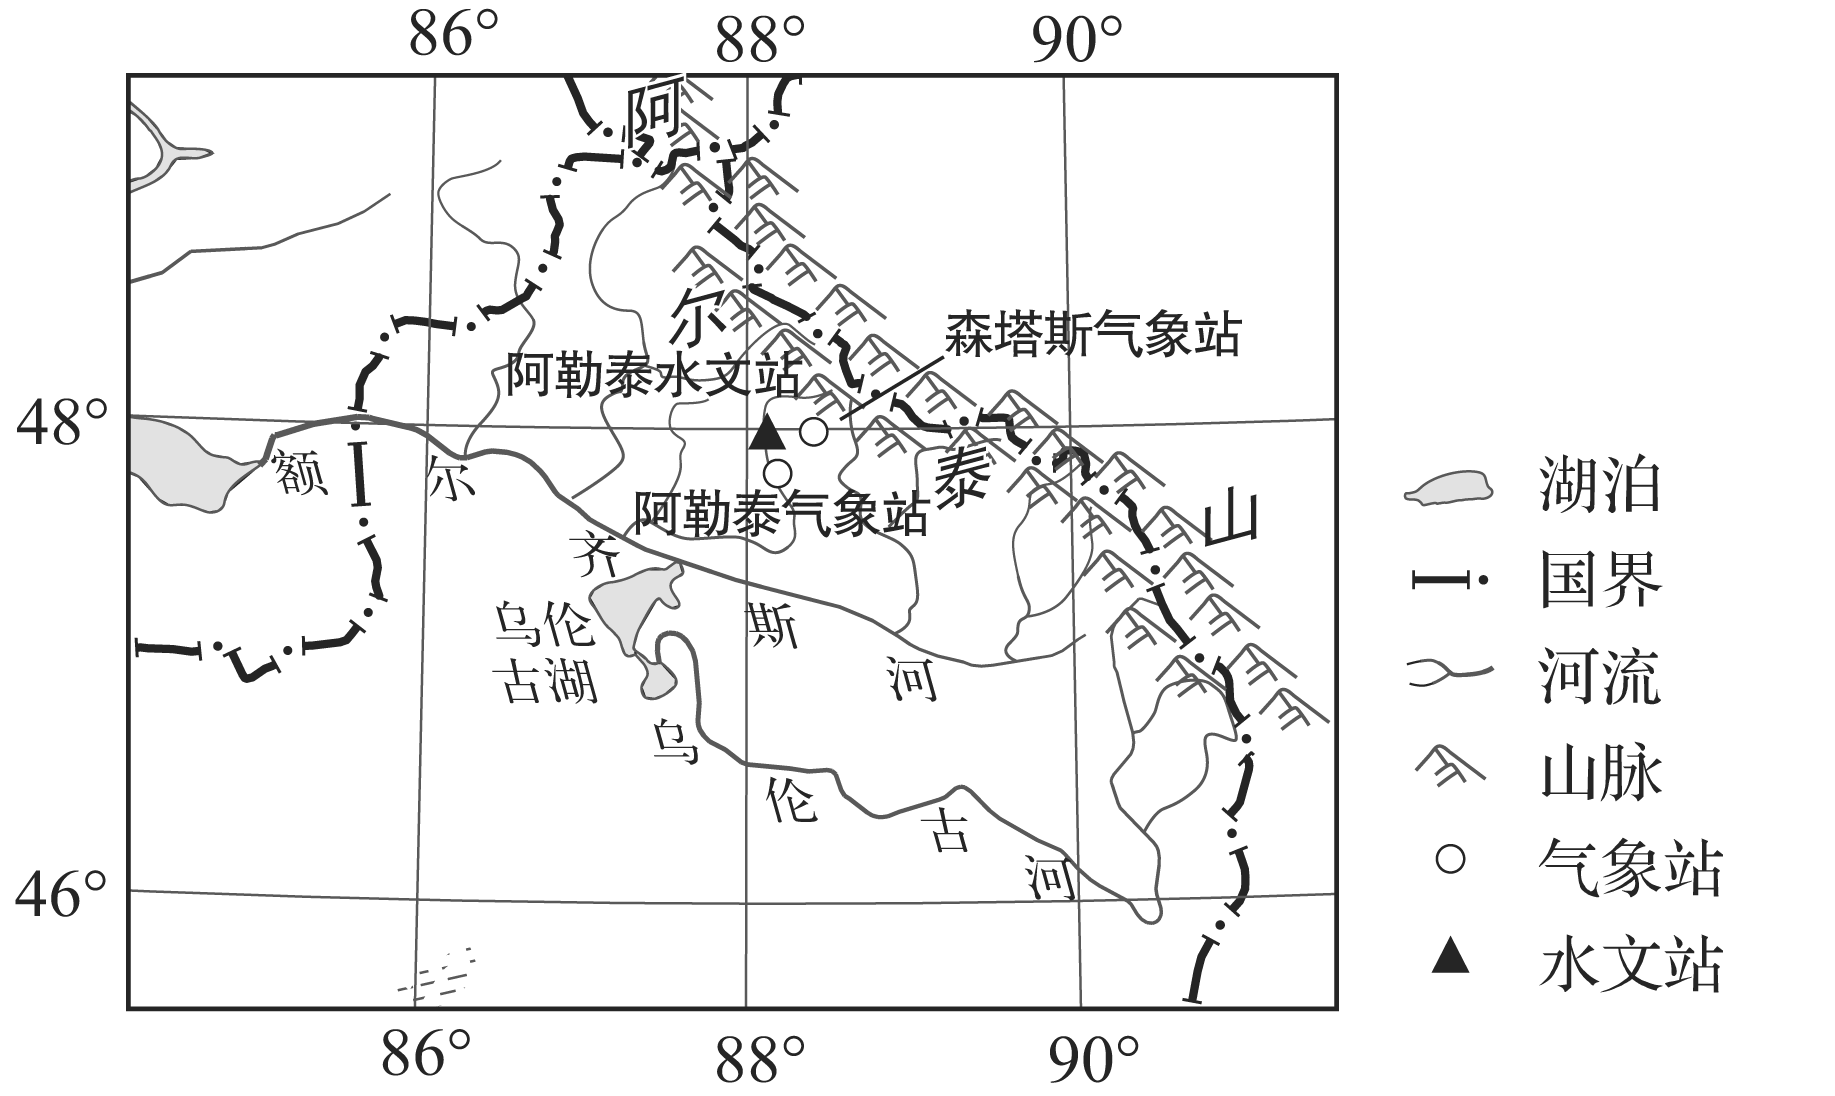 86° 88° 90°
阿
尔
森塔斯气象站
阿勒泰水文站
48°
额
尔
泰
阿勒泰气象站
山
齐
乌伦
古湖
斯
河
乌
伦
古
河
46°
86° 88° 90°
湖泊
国界
河流
山脉
气象站
水文站